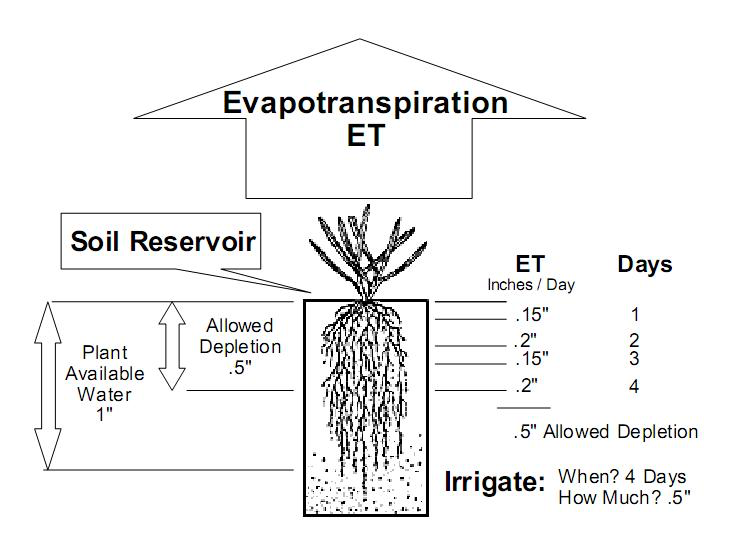 Evapotranspiration
ET
Soil Reservoir
ET
Days
Inches / Day
.15" 1
.2" 2
.15" 3
.2" 4
.5" Allowed Depletion
Allowed
Depletion
.5"
Plant
Available
Water
1"
Irrigate:
When? 4 Days
How Much? .5"